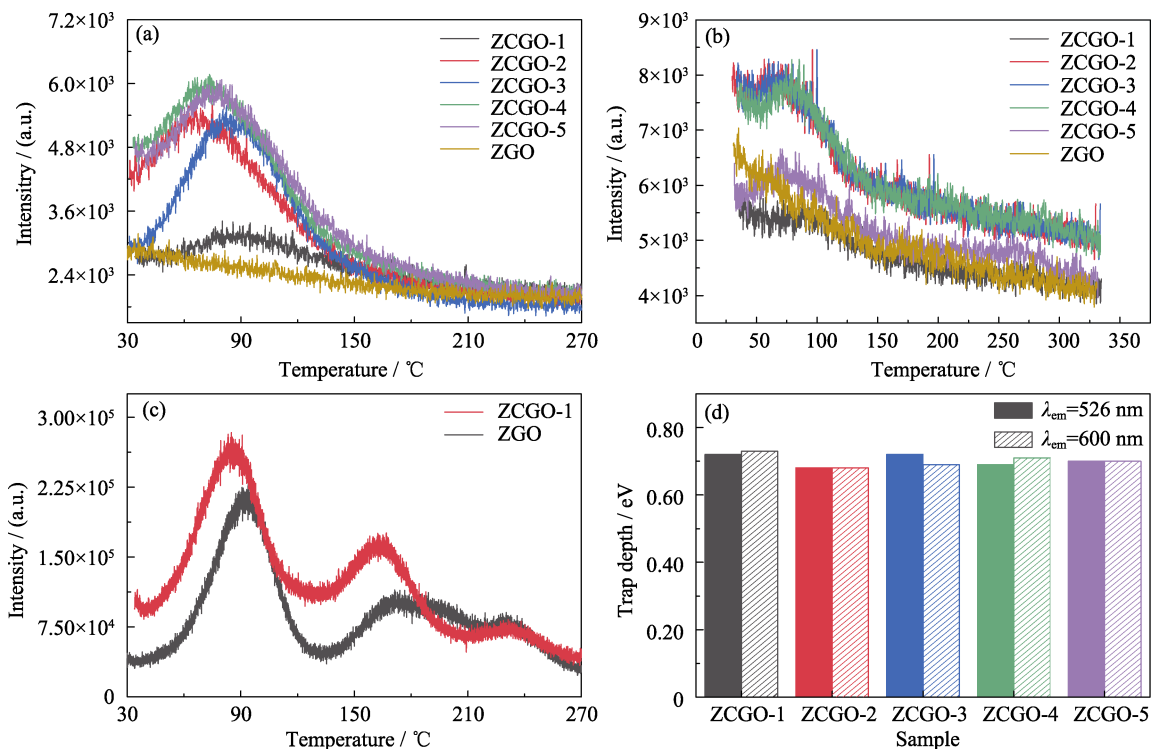 (a)
7.2×10³
6.0×10³
4.8×10³
3.6×10³
2.4×10³
Intensitry / (a.u.)
ZCGO-1
ZCGO-2
ZCGO-3
ZCGO-4
ZCGO-5
ZGO
30 90 150 210 270
Temperature / ℃
(b)
9×10³
8×10³
7×10³
6×10³
5×10³
4×10³
Intensity / (a.u.)
ZCGO-1
ZCGO-2
ZCGO-3
ZCGO-4
ZCGO-5
ZGO
0 50 100 150 200 250 300 350
Temperature / ℃
(c)
3.00×10⁵
2.25×10⁵
1.50×10⁵
7.50×10⁴
0
Intensity / (a.u.)
ZCGO-1
ZGO
30 90 150 210 270
Temperature / ℃
(d)
0.80
0.60
0.40
0.20
0
Trap depth / eV
λem=526 nm
λem=600 nm
ZCGO-1 ZCGO-2 ZCGO-3 ZCGO-4 ZCGO-5
Sample